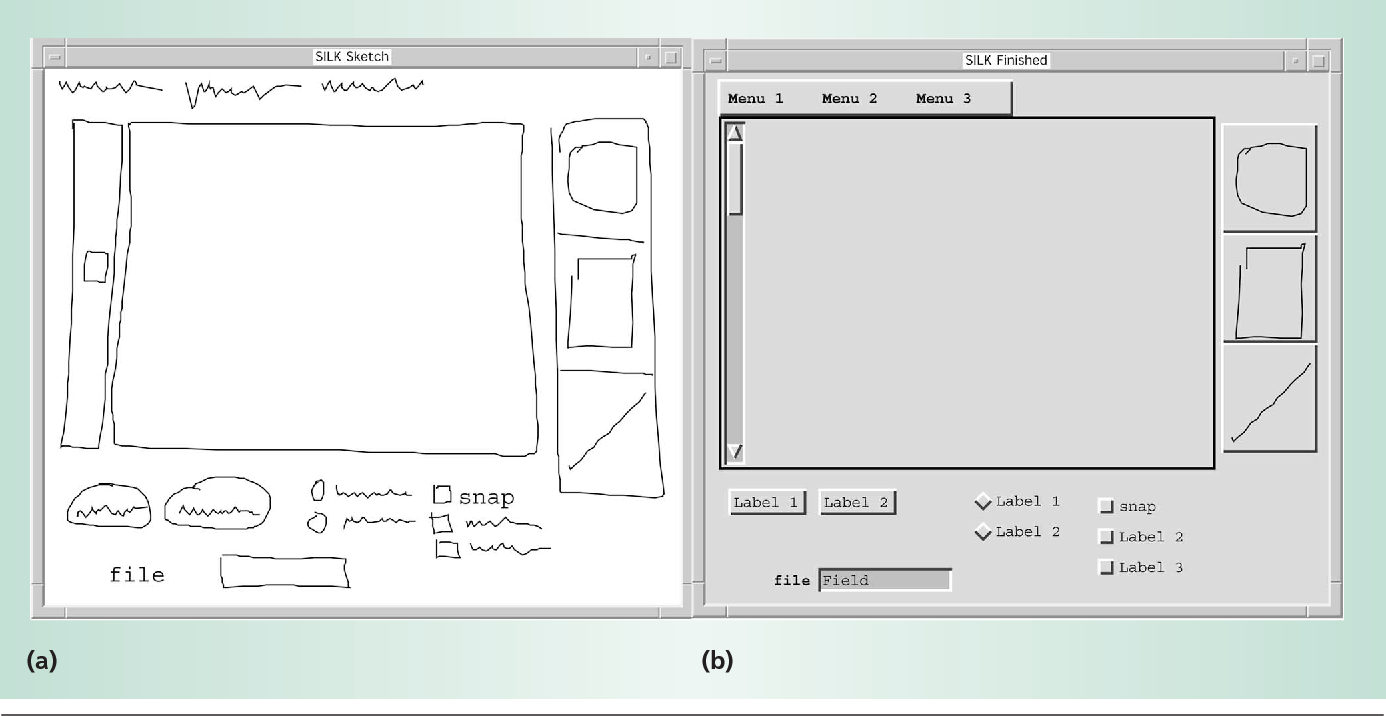 SILK Sketch
snap
file
(a)
SILK Finished
Menu 1 Menu 2 Menu 3
Label 1 Label 2
Label 1
Label 2
snap
Label 2
Label 3
file Field
(b)